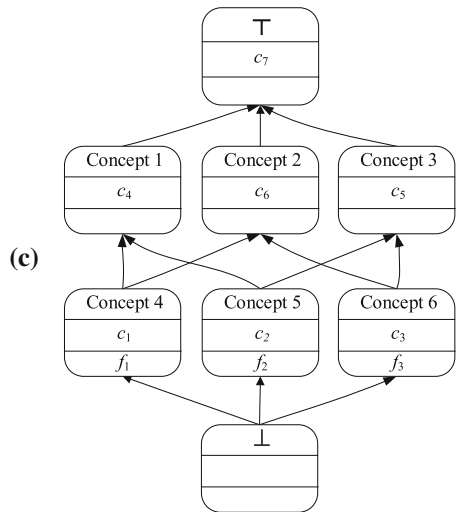 ⊤
c7
Concept 1 Concept 2 Concept 3
c4 c6 c5
(c)
Concept 4 Concept 5 Concept 6
c1 c2 c3
f1 f2 f3
⊥